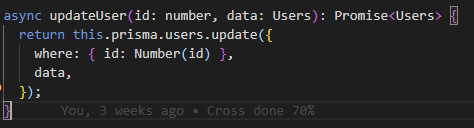 async updateUser(id: number, data: Users): Promise<Users> {
return this.prisma.users.update({
where: { id: Number(id) },
data,
});
} You, 3 weeks ago • Cross done 70%